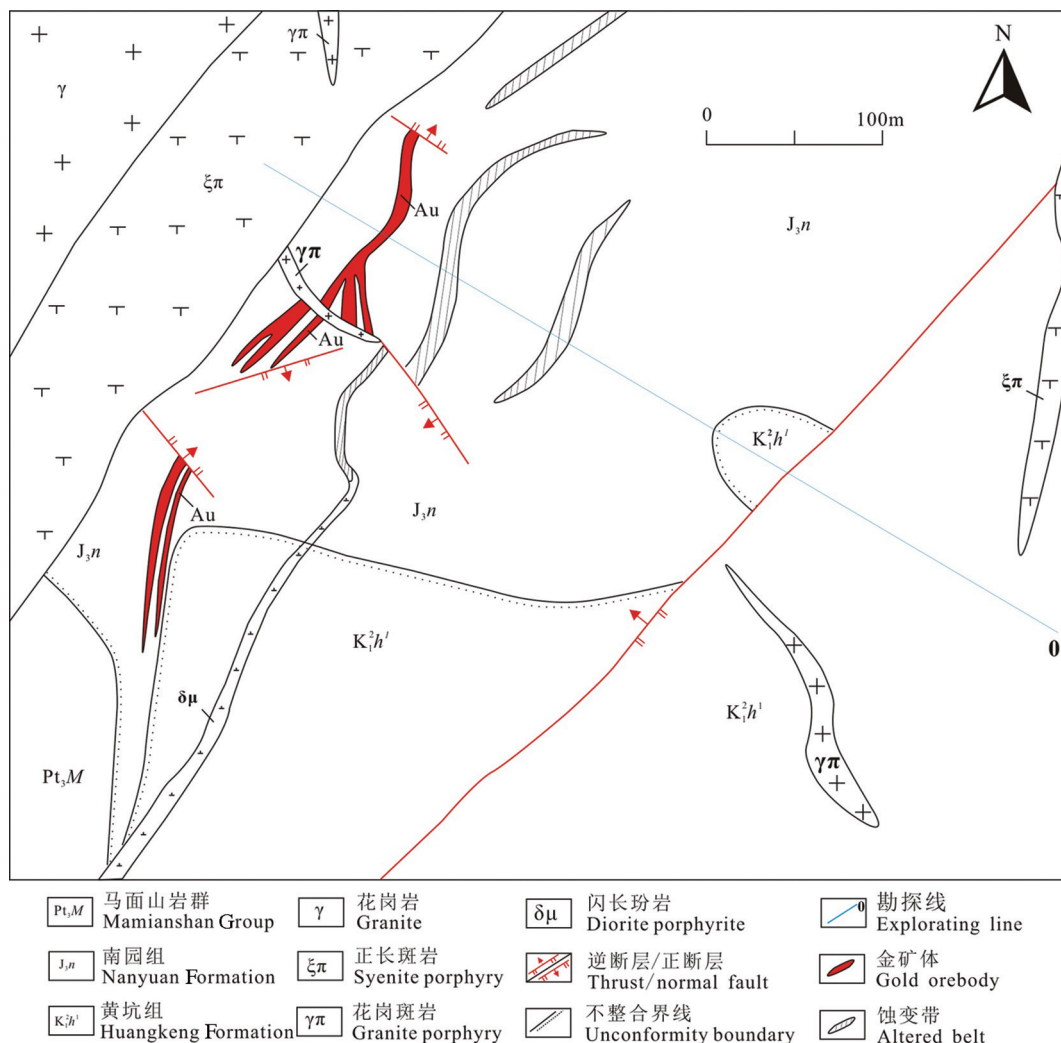 γπ
N
γ
0 100m
Au
ξπ
J₃n
γπ
Au
ξπ
K₁²hˡ
Au
J₃n
J₃n
K₁²hˡ
0
δμ
K₁²h¹
Pt₃M
γπ
Pt₃M 马面山岩群 γ 花岗岩 δμ 闪长玢岩 0 勘探线
Mamianshan Group Granite Diorite porphyrite Explorating line
J₃n 南园组 ξπ 正长斑岩 逆断层/正断层 金矿体
Nanyuan Formation Syenite porphyry Thrust/normal fault Gold orebody
K₁²h¹ 黄坑组 γπ 花岗斑岩 不整合界线 蚀变带
Huangkeng Formation Granite porphyry Unconformity boundary Altered belt